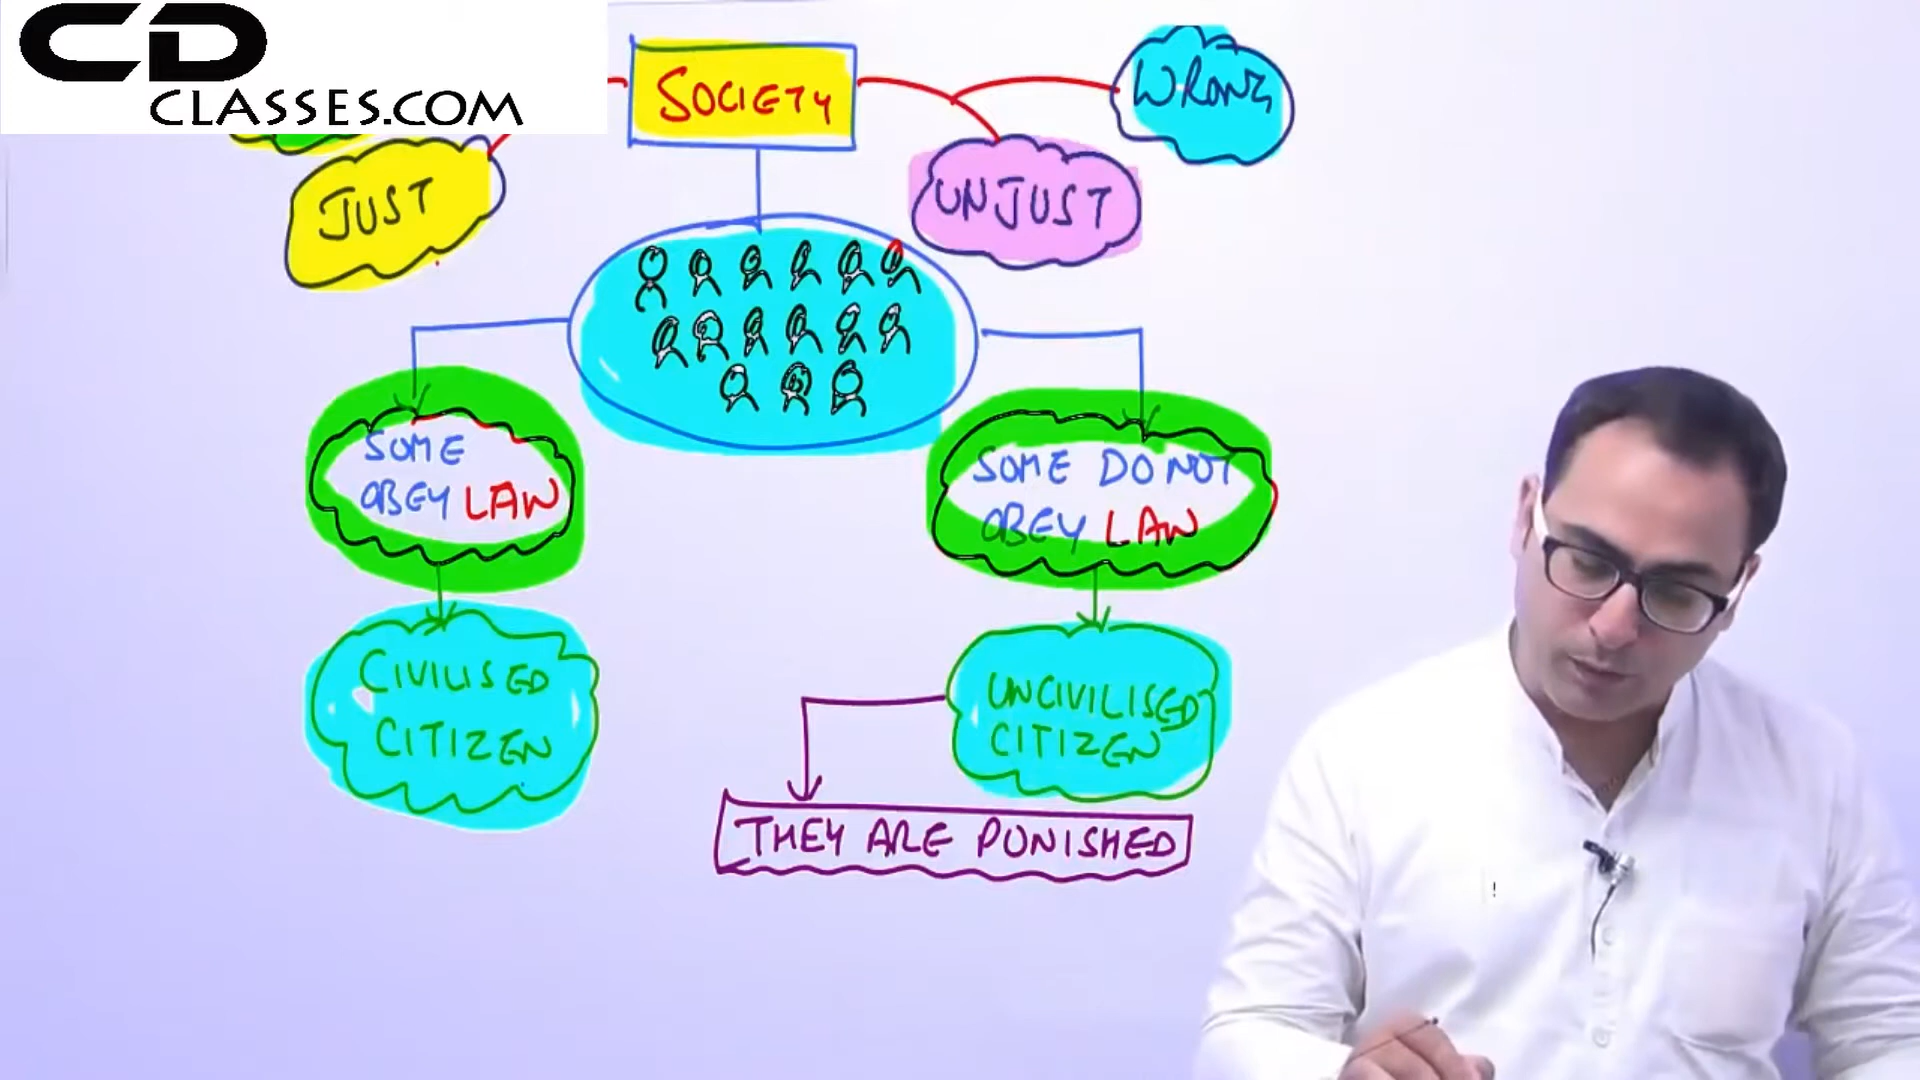 CD
CLASSES.COM
SOCIETY
WRONG
JUST
UNJUST
SOME
OBEY LAW
SOME DO NOT
OBEY LAW
CIVILISED
CITIZEN
UNCIVILISED
CITIZEN
THEY ARE PUNISHED